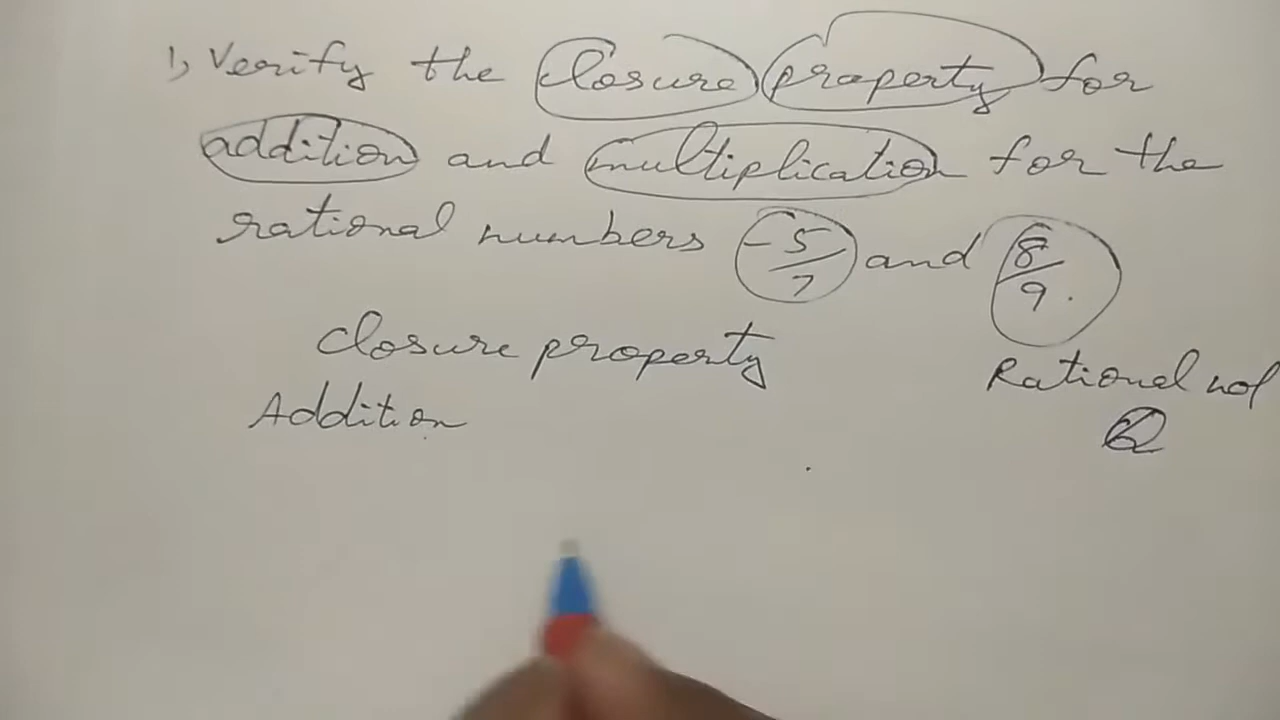 1, Verify the closure property for
addition and multiplication for the
rational numbers -5/7 and 8/9.
closure property
Rational no
Addition
Q